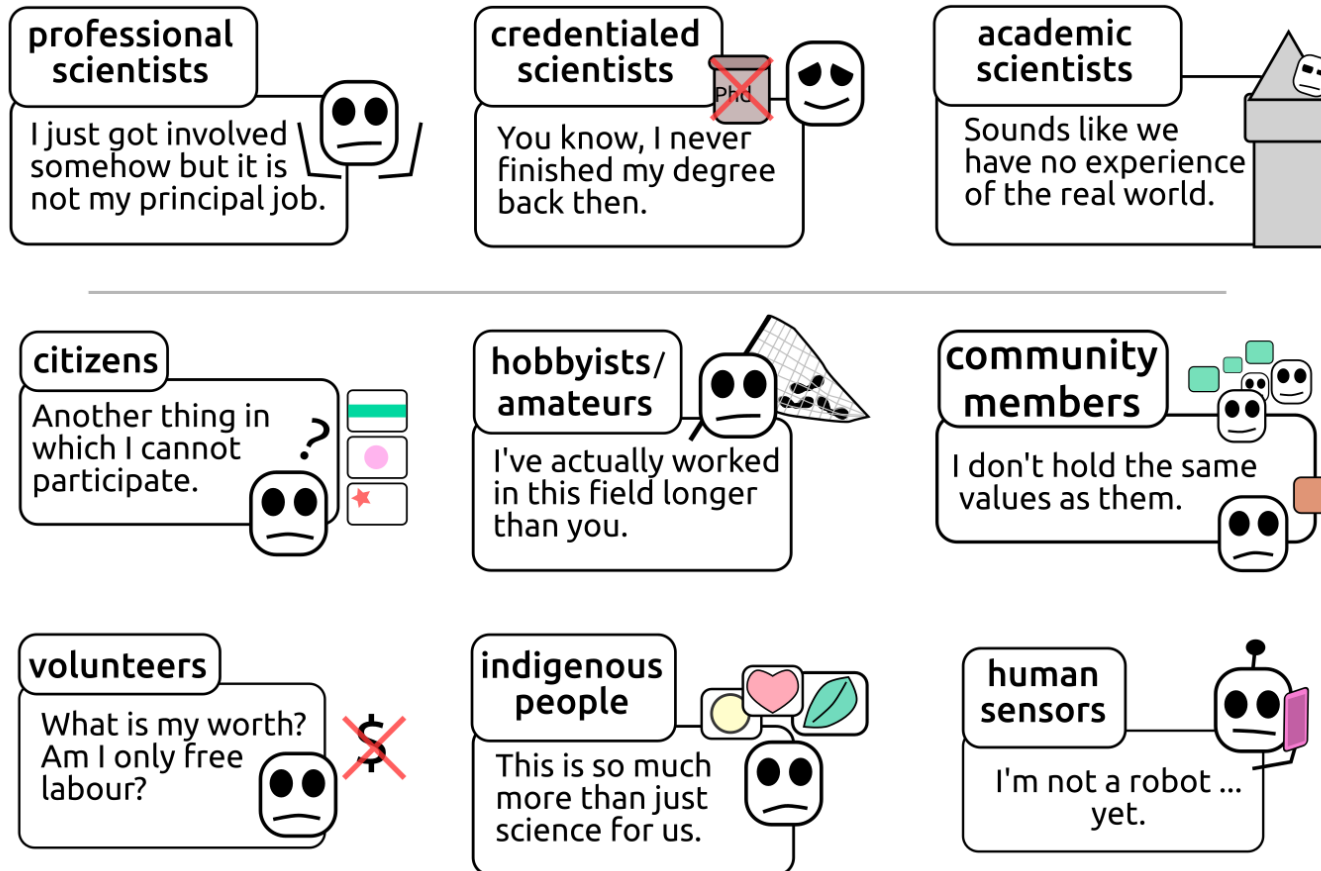 professional
scientists
I just got involved
somehow but it is
not my principal job.
credentialed
scientists
Phd
You know, I never
finished my degree
back then.
academic
scientists
Sounds like we
have no experience
of the real world.
citizens
Another thing in
which I cannot
participate.
?
hobbyists/
amateurs
I've actually worked
in this field longer
than you.
community
members
I don't hold the same
values as them.
volunteers
What is my worth?
Am I only free
labour?
$
indigenous
people
This is so much
more than just
science for us.
human
sensors
I'm not a robot ...
yet.